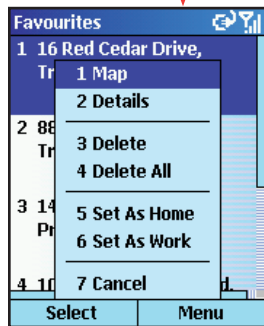 Favourites
1 16 Red Cedar Drive,
Tr
1 Map
2 Details
2 88
Tr
3 Delete
4 Delete All
3 14
Pr
5 Set As Home
6 Set As Work
7 Cancel
4 10
d.
Select Menu